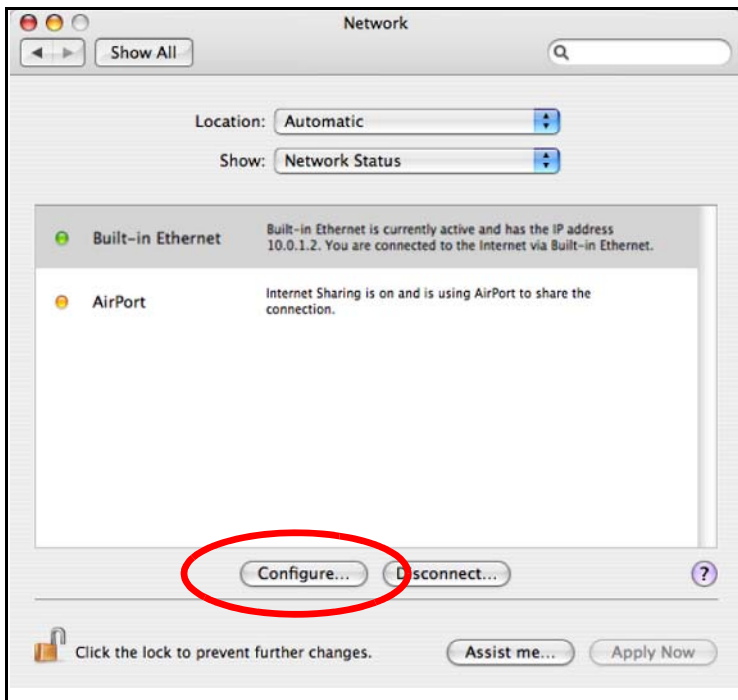 Network
Show All
Location: Automatic
Show: Network Status
Built-in Ethernet
Built-in Ethernet is currently active and has the IP address
10.0.1.2. You are connected to the Internet via Built-in Ethernet.
AirPort
Internet Sharing is on and is using AirPort to share the
connection.
Configure... Disconnect... ?
Click the lock to prevent further changes. Assist me... Apply Now